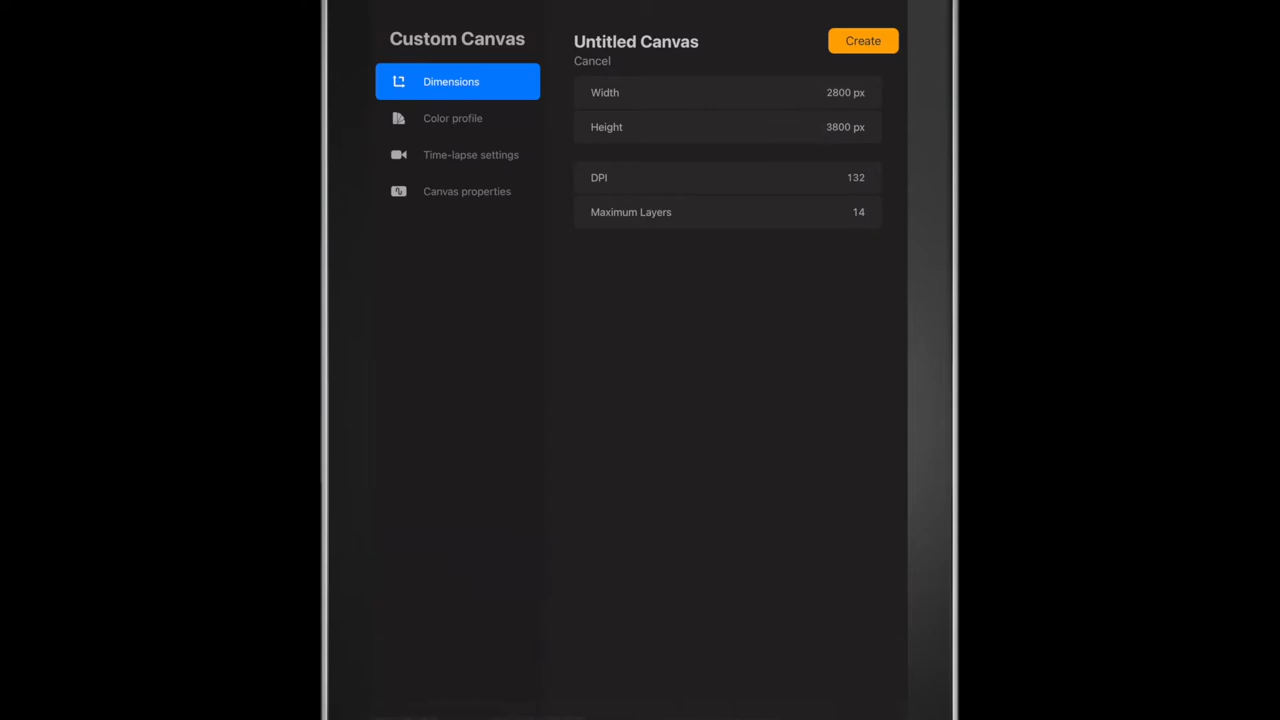 Custom Canvas
Dimensions
Color profile
Time-lapse settings
Canvas properties
Untitled Canvas
Create
Cancel
Width 2800 px
Height 3800 px
DPI 132
Maximum Layers 14